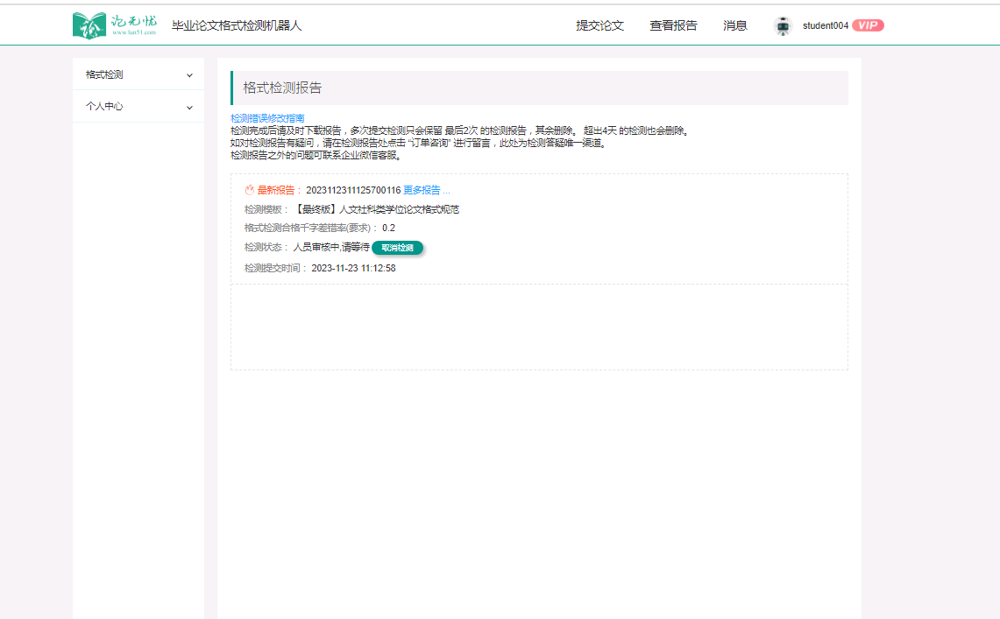 论无忧
www.lun51.com
毕业论文格式检测机器人
提交论文
查看报告
消息
student004
VIP
格式检测
个人中心
格式检测报告
检测错误修改指南
检测完成后请及时下载报告，多次提交检测只会保留 最后2次 的检测报告，其余删除。 超出4天 的检测也会删除。
如对检测报告有疑问，请在检测报告处点击 “订单咨询” 进行留言，此处为检测答疑唯一渠道。
检测报告之外的问题可联系企业微信客服。
最新报告： 2023112311125700116 更多报告 ...
检测模板： 【最终版】人文社科类学位论文格式规范
格式检测合格千字差错率(要求)： 0.2
检测状态： 人员审核中,请等待 取消检测
检测提交时间： 2023-11-23 11:12:58